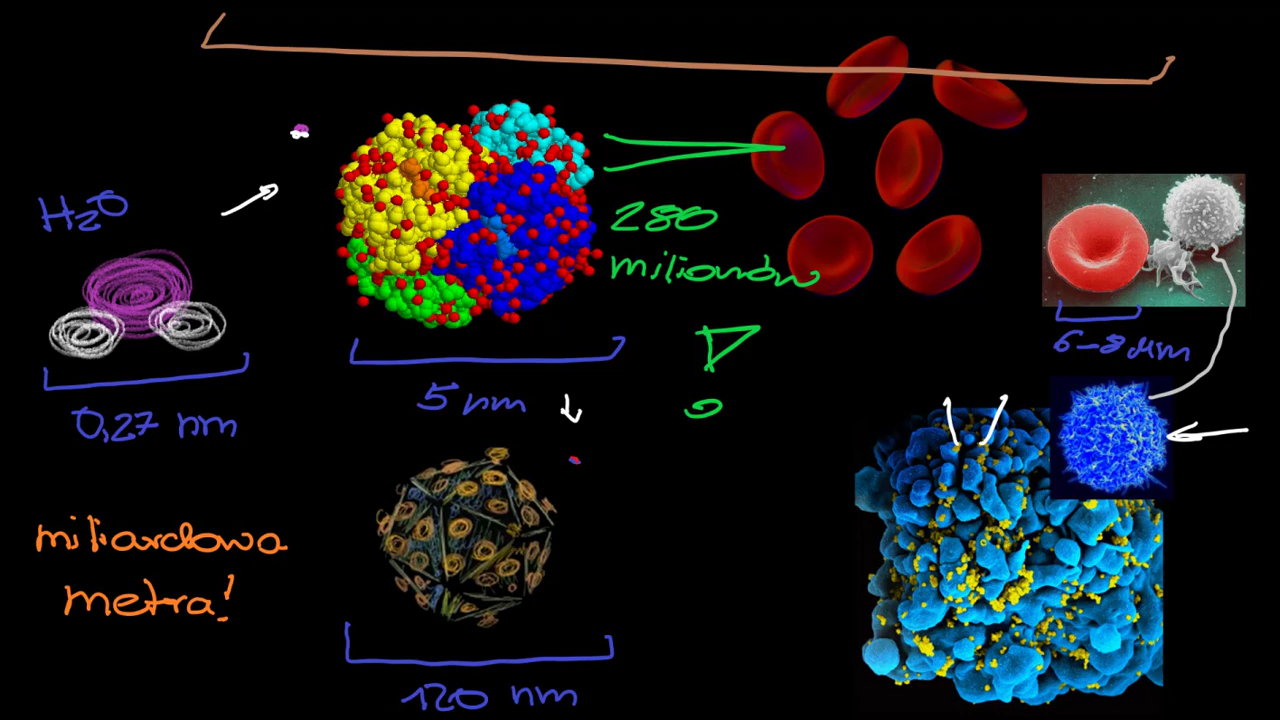 H2O
0,27 nm
miliardowa
metra!
5 nm
120 nm
280
milionów
!
6-8 μm